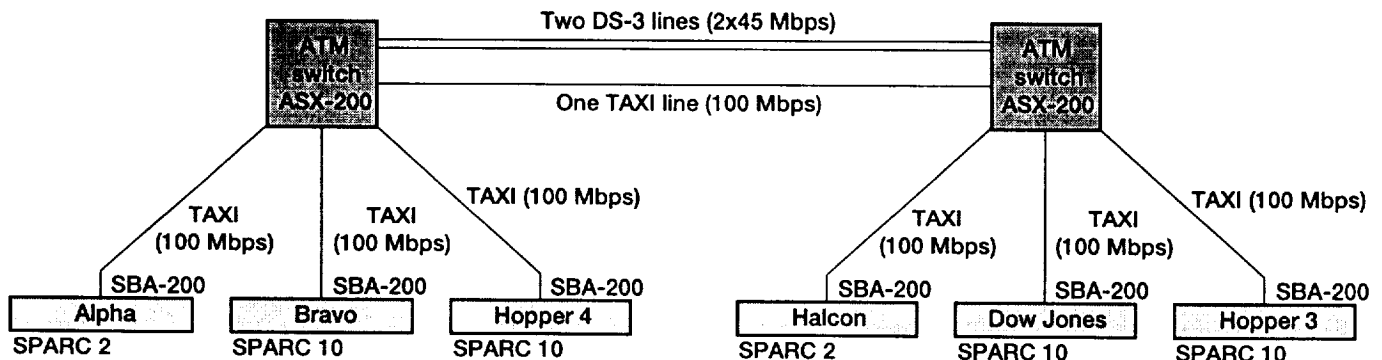 Two DS-3 lines (2x45 Mbps)
ATM
switch
ASX-200
ATM
switch
ASX-200
One TAXI line (100 Mbps)
TAXI (100 Mbps)
TAXI (100 Mbps)
TAXI
(100 Mbps)
TAXI
(100 Mbps)
TAXI
(100 Mbps)
TAXI
(100 Mbps)
SBA-200
SBA-200
SBA-200
SBA-200
SBA-200
SBA-200
Alpha
Bravo
Hopper 4
Halcon
Dow Jones
Hopper 3
SPARC 2
SPARC 10
SPARC 10
SPARC 2
SPARC 10
SPARC 10